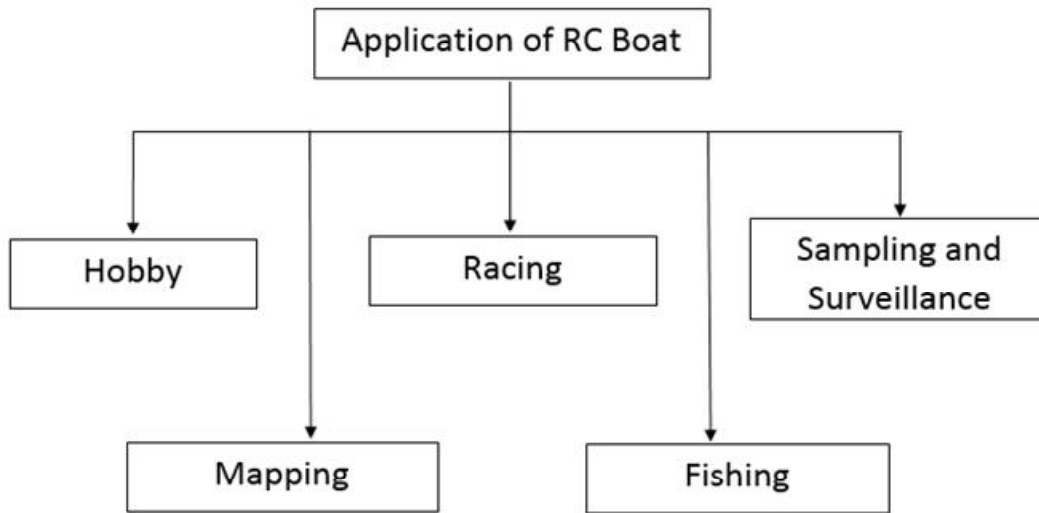 Application of RC Boat
Hobby
Racing
Sampling and
Surveillance
Mapping
Fishing